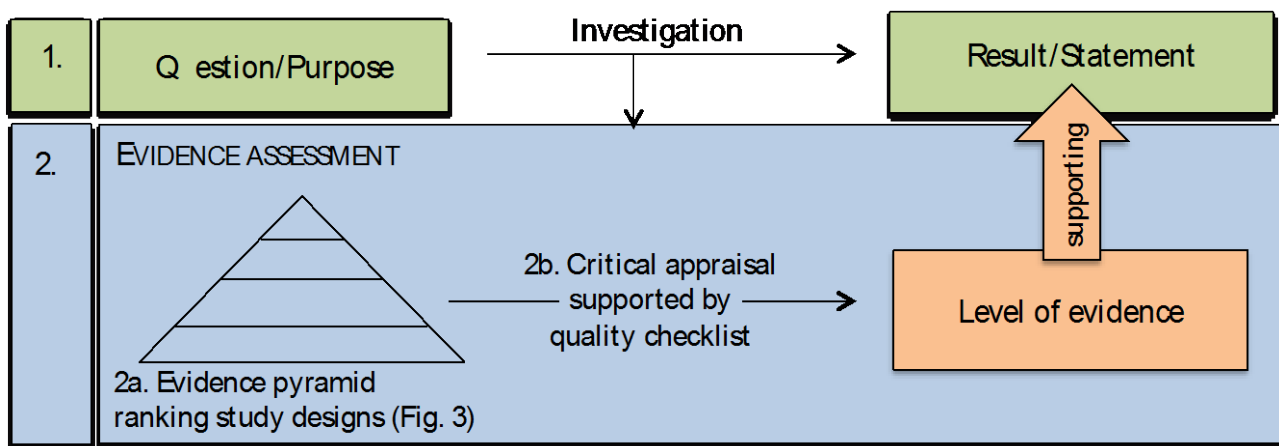 1.
Q estion/Purpose
Investigation
Result/Statement
2.
EVIDENCE ASSESSMENT
supporting
2b. Critical appraisal
supported by
quality checklist
Level of evidence
2a. Evidence pyramid
ranking study designs (Fig. 3)